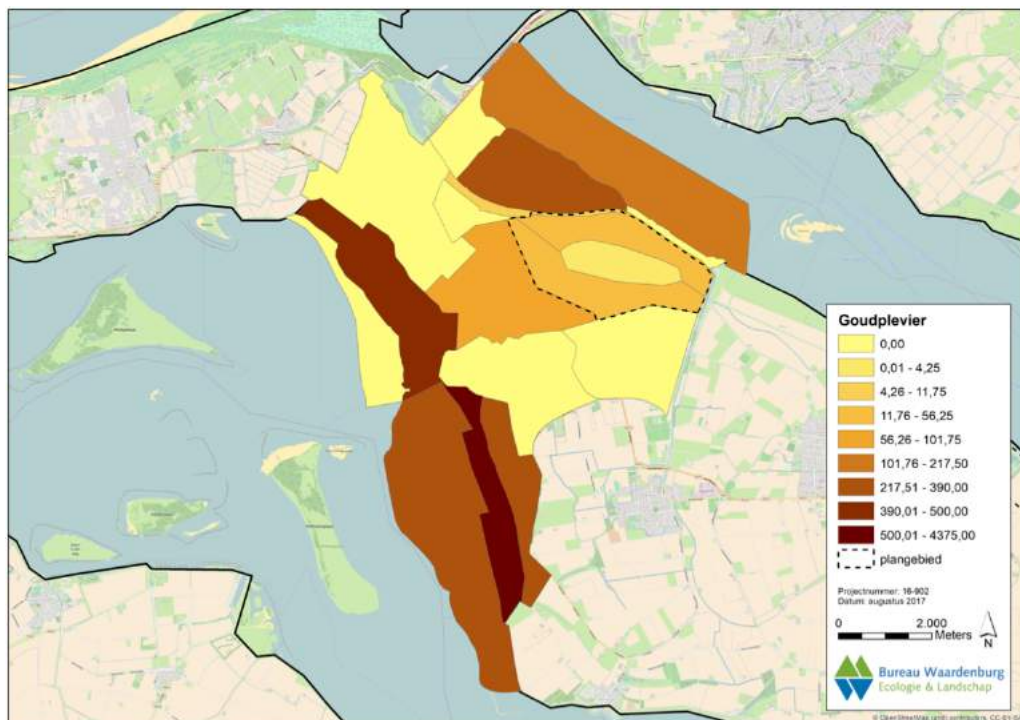 Goudplevier
0,00
0,01 - 4,25
4,26 - 11,75
11,76 - 56,25
56,26 - 101,75
101,76 - 217,50
217,51 - 390,00
390,01 - 500,00
500,01 - 4375,00
plangebied
Projectnummer: 16-902
Datum: augustus 2017
0 2.000
Meters
N
Bureau Waardenburg
Ecologie & Landschap